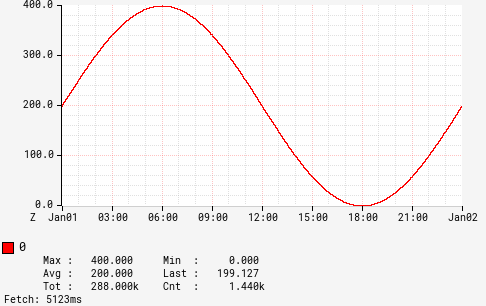 400.0
300.0
200.0
100.0
0.0
Z Jan01 03:00 06:00 09:00 12:00 15:00 18:00 21:00 Jan02
0
Max : 400.000 Min : 0.000
Avg : 200.000 Last : 199.127
Tot : 288.000k Cnt : 1.440k
Fetch: 5123ms